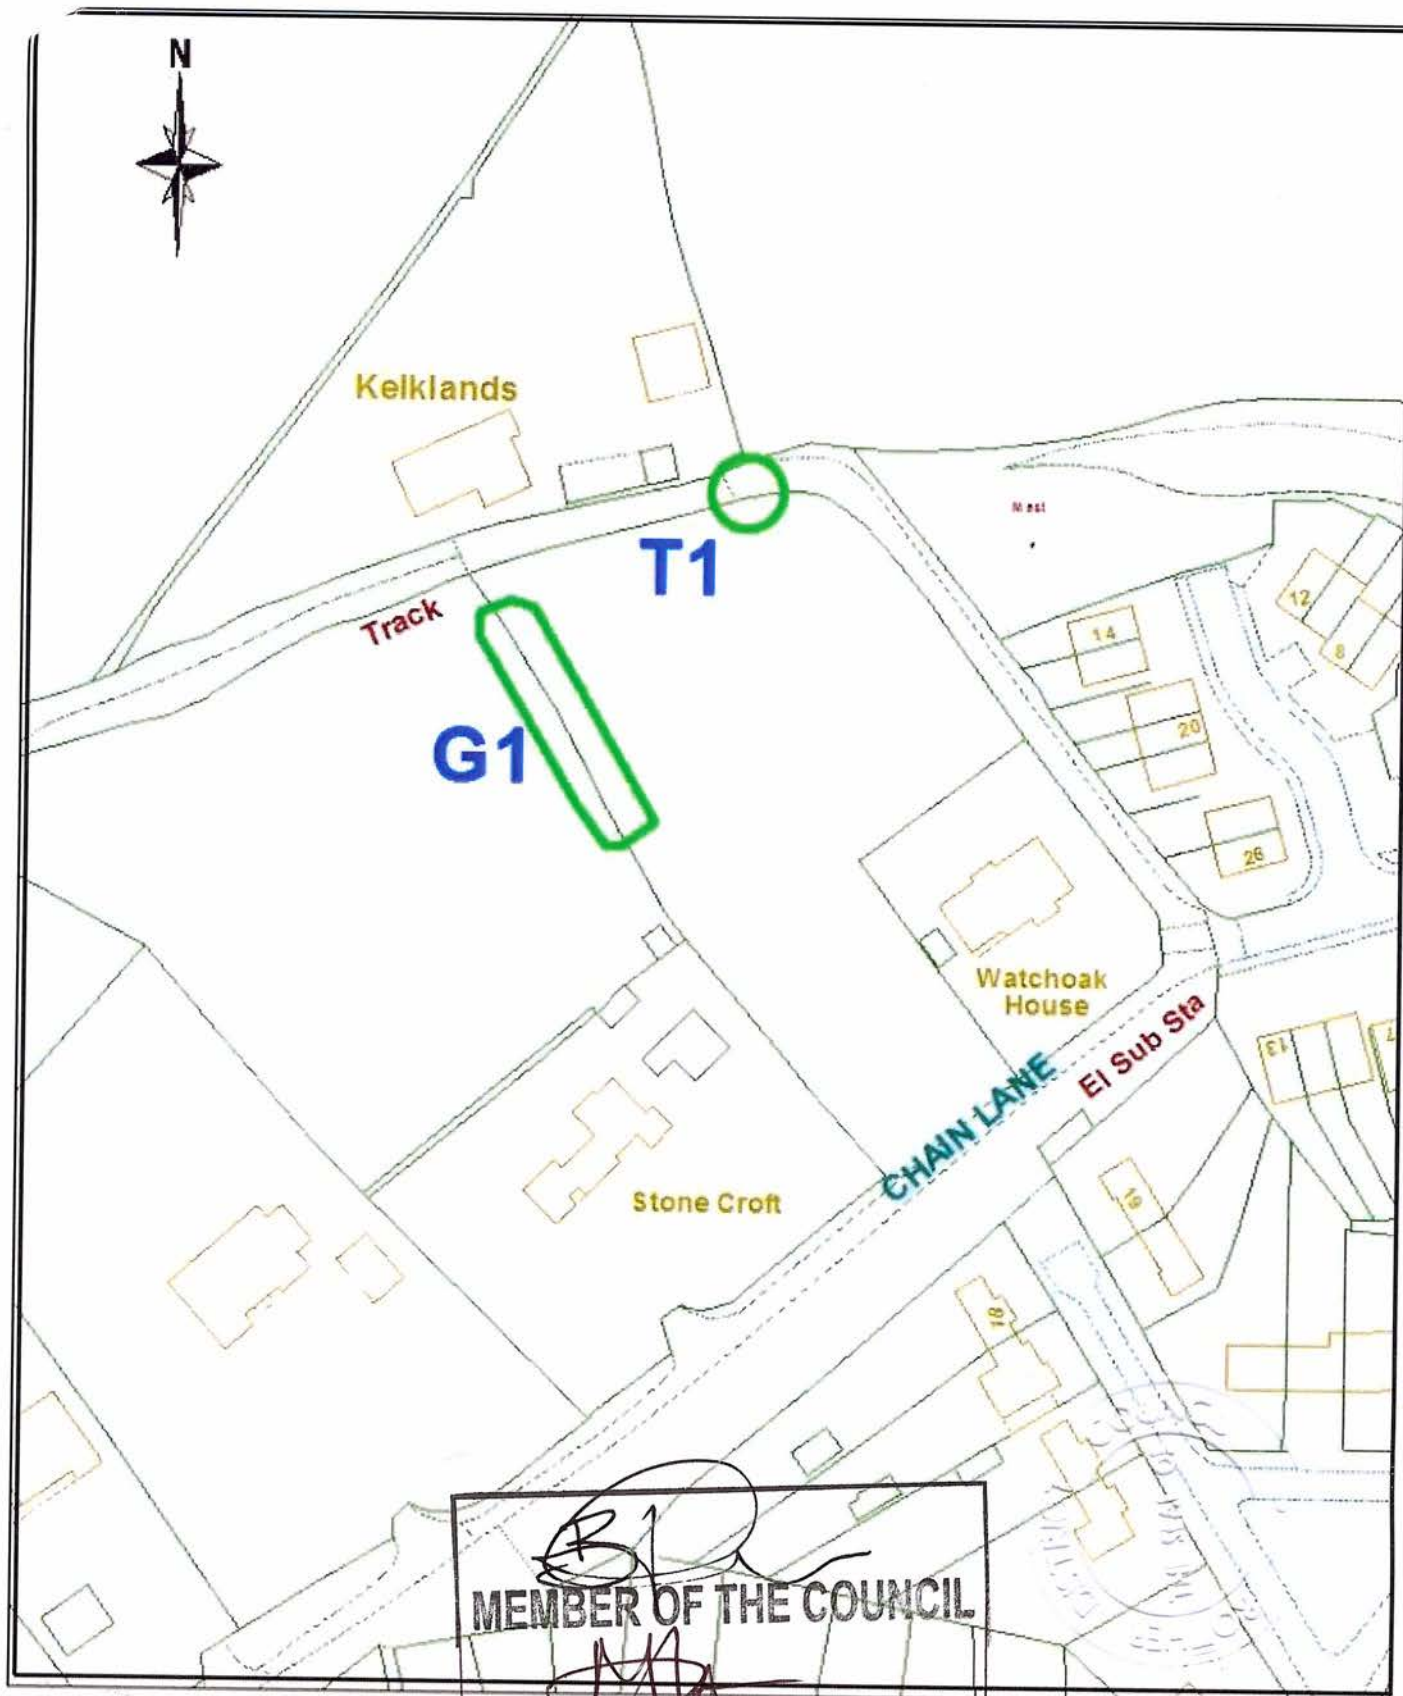 N
Kelklands
T1
Mast
Track
G1
12
8
14
20
26
Watchoak
House
El Sub Sta
CHAIN LANE
13
19
Stone Croft
18
MEMBER OF THE COUNCIL